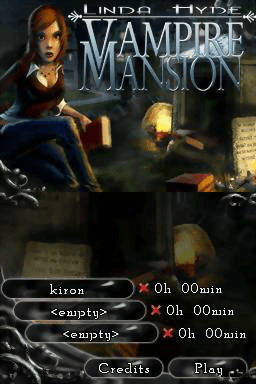 Linda Hyde
VAMPIRE
MANSION
kiron 0h 00min
<empty> 0h 00min
<empty> 0h 00min
Credits Play